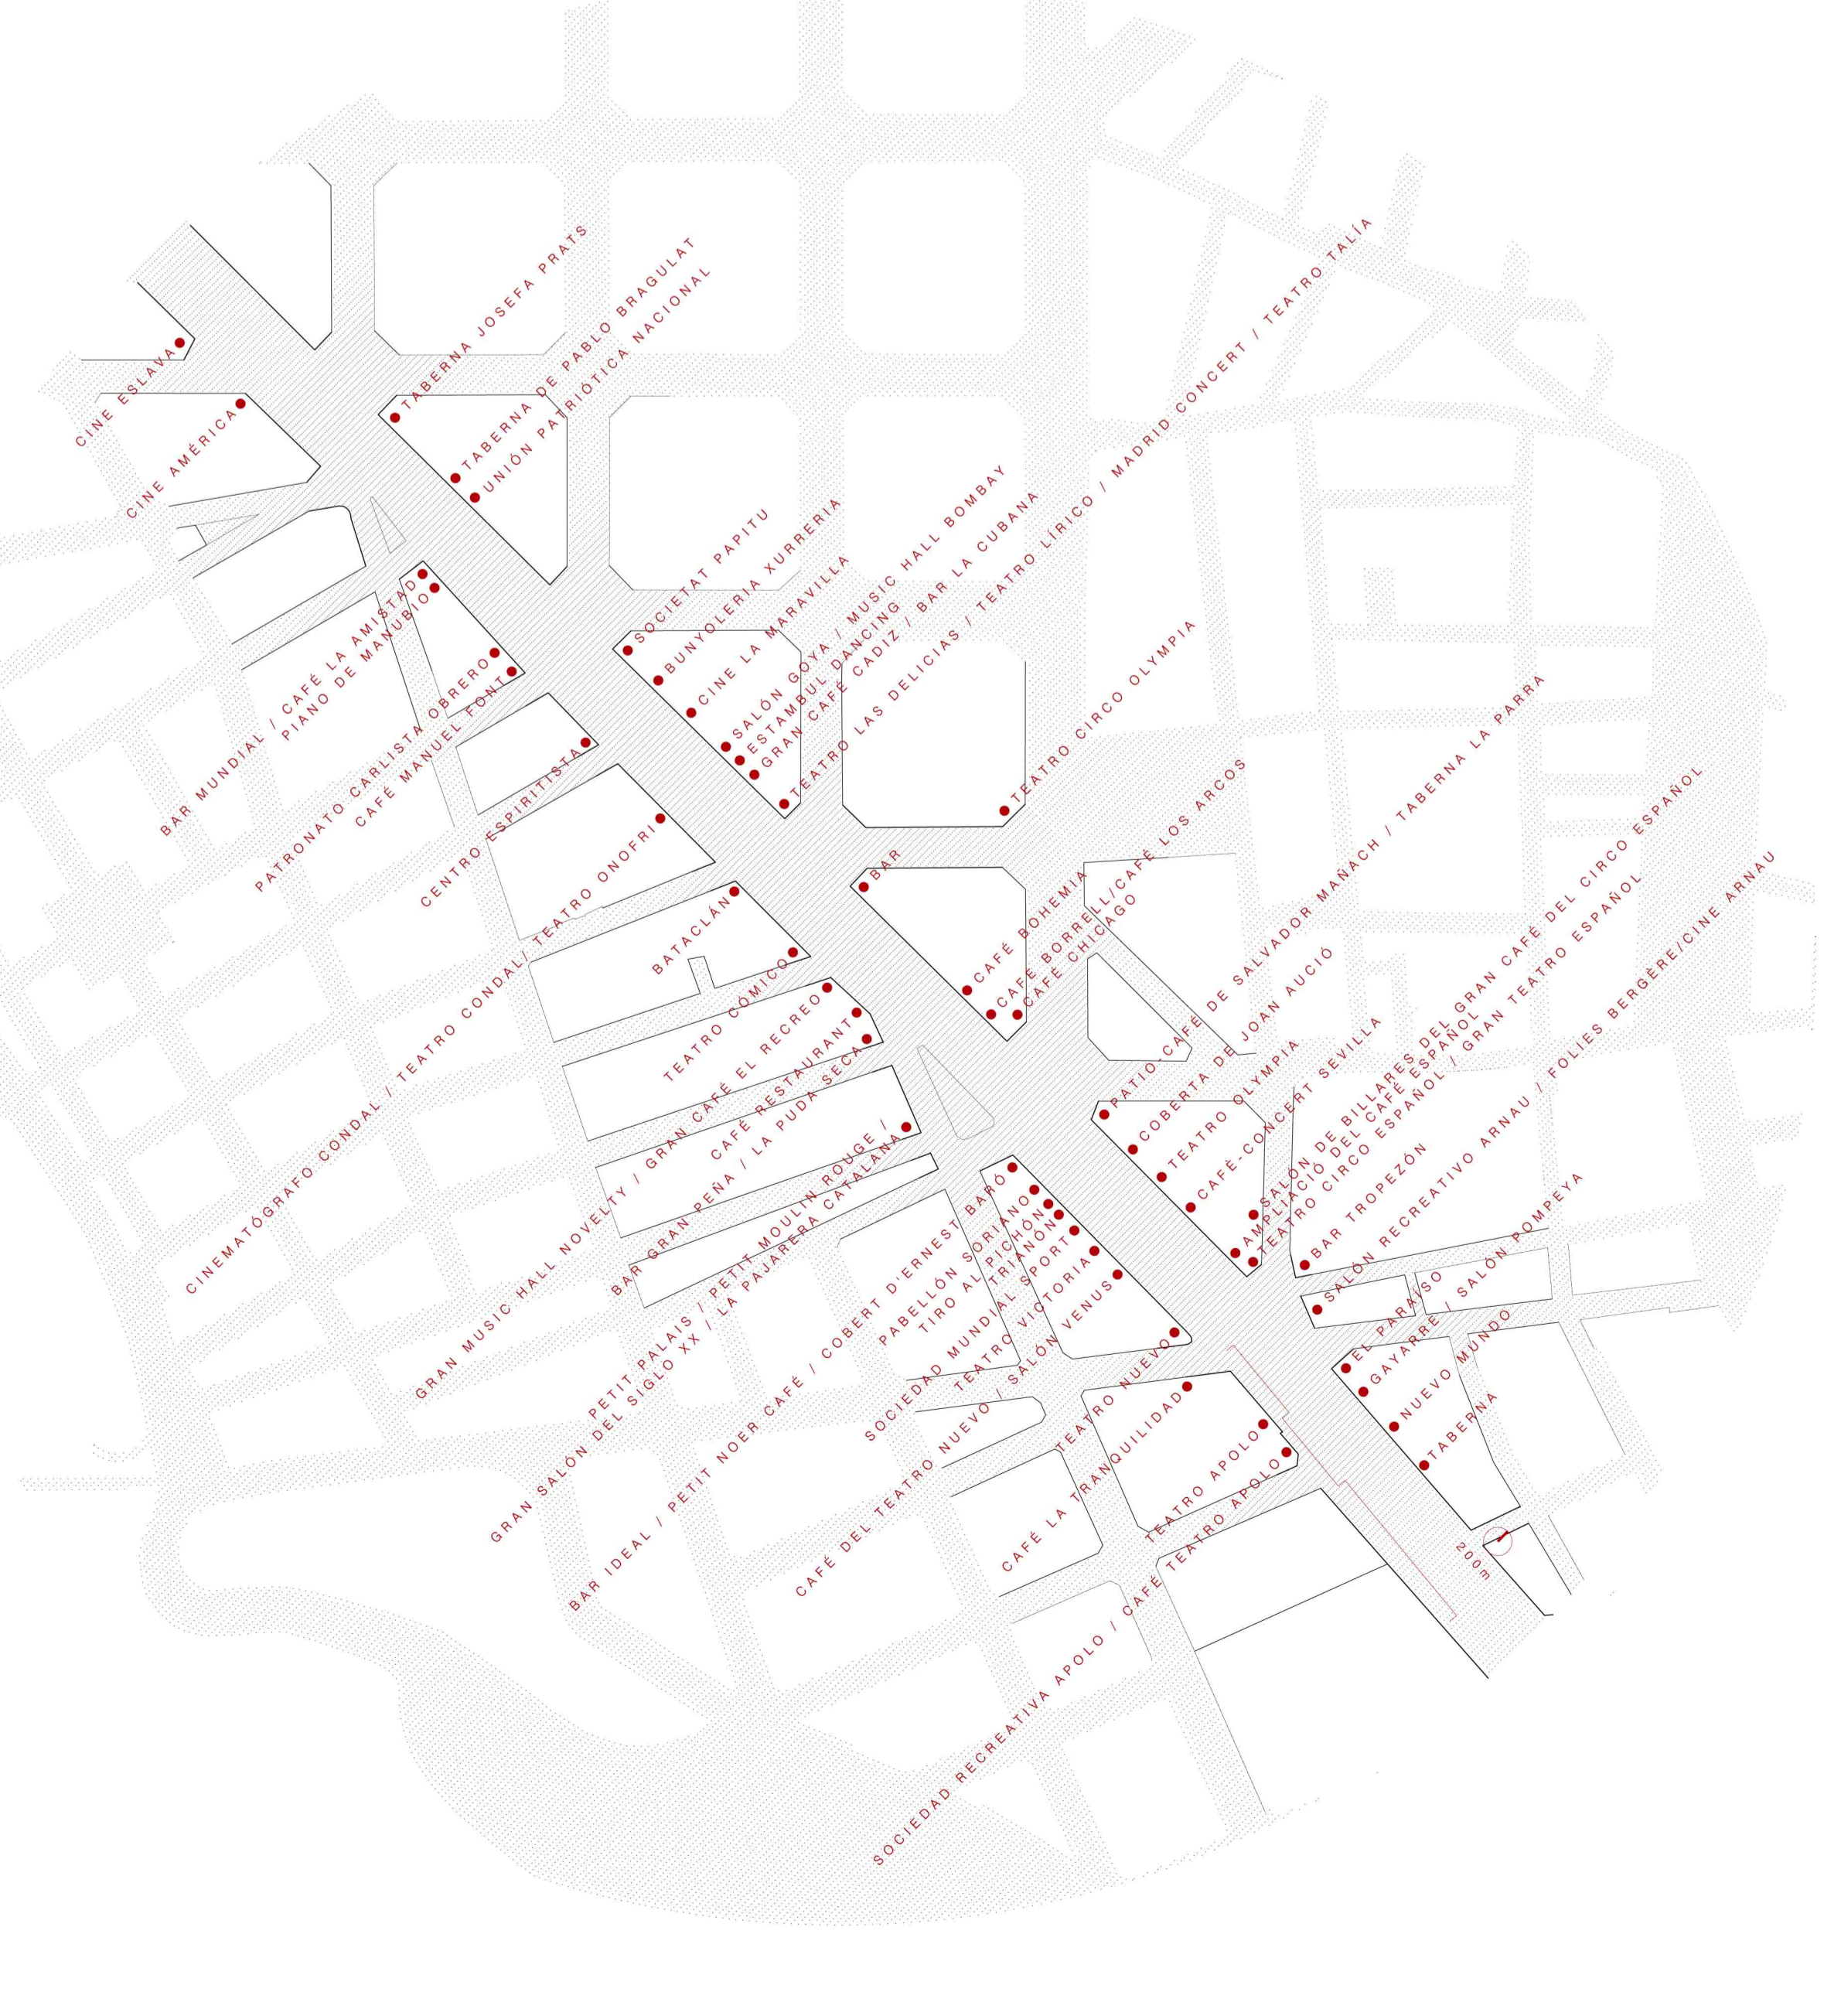 CINE ESLAVA
CINE AMÉRICA
TABERNA JOSEFA PRATS
TABERNA DE PABLO BRAGULAT
UNIÓN PATRIÓTICA NACIONAL
BAR MUNDIAL / CAFÉ LA AMISTAD
PIANO DE MANUBIO
PATRONATO CARLISTA OBRERO
CAFÉ MANUEL FONT
CENTRO ESPIRITISTA
SOCIETAT PAPITU
BUNYOLERIA XURRERIA
CINE LA MARAVILLA
SALÓN GOYA / MUSIC HALL BOMBAY
ESTAMBUL DANCING
GRAN CAFÉ CADIZ / BAR LA CUBANA
TEATRO LAS DELICIAS / TEATRO LÍRICO / MADRID CONCERT / TEATRO TALÍA
TEATRO CIRCO OLYMPIA
CINEMATÓGRAFO CONDAL / TEATRO CONDAL/ TEATRO ONOFRI
BATACLÁN
TEATRO CÓMICO
BAR
CAFÉ BOHEMIA
CAFÉ BORRELL/CAFÉ LOS ARCOS
CAFÉ CHICAGO
GRAN MUSIC HALL NOVELTY / GRAN CAFÉ EL RECREO
CAFÉ RESTAURANT
BAR GRAN PEÑA / LA PUDA SECA
PETIT PALAIS / PETIT MOULIN ROUGE /
GRAN SALÓN DEL SIGLO XX / LA PAJARERA CATALANA
PATIO-CAFÉ DE SALVADOR MAÑACH / TABERNA LA PARRA
COBERTA DE JOAN AUCIÓ
TEATRO OLYMPIA
CAFÈ-CONCERT SEVILLA
SALÓN DE BILLARES DEL GRAN CAFÉ DEL CIRCO ESPAÑOL
AMPLIACIÓ DEL CAFÉ ESPAÑOL
TEATRO CIRCO ESPAÑOL / GRAN TEATRO ESPAÑOL
BAR TROPEZÓN
SALÓN RECREATIVO ARNAU / FOLIES BERGÈRE/CINE ARNAU
BAR IDEAL / PETIT NOER CAFÉ / COBERT D'ERNEST BARÓ
PABELLÓN SORIANO
TIRO AL PICHÓN
TRIANÓN
SOCIEDAD MUNDIAL SPORT
TEATRO VICTORIA
CAFÉ DEL TEATRO NUEVO / SALÓN VENUS
TEATRO NUEVO
CAFÉ LA TRANQUILIDAD
TEATRO APOLO
SOCIEDAD RECREATIVA APOLO / CAFÉ TEATRO APOLO
EL PARAÍSO
GAYARRE / SALÓN POMPEYA
NUEVO MUNDO
TABERNA
200m